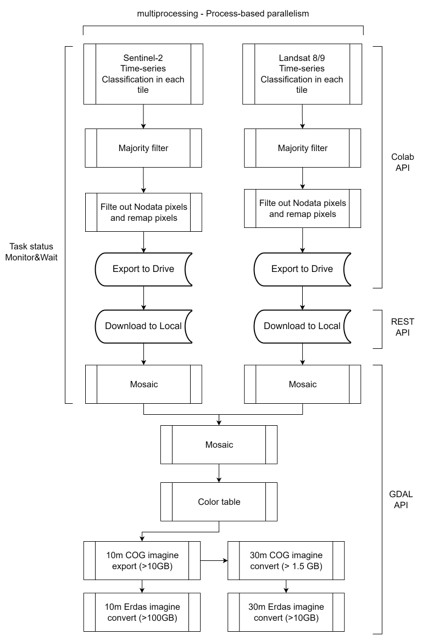 multiprocessing - Process-based parallelism
Sentinel-2
Time-series
Classification in each
tile
Landsat 8/9
Time-series
Classification in each
tile
Majority filter
Majority filter
Colab
API
Filte out Nodata pixels
and remap pixels
Filte out Nodata pixels
and remap pixels
Task status
Monitor&Wait
Export to Drive
Export to Drive
Download to Local
Download to Local
REST
API
Mosaic
Mosaic
Mosaic
GDAL
API
Color table
10m COG imagine
export (>10GB)
30m COG imagine
convert (> 1.5 GB)
10m Erdas imagine
convert (>100GB)
30m Erdas imagine
convert (>10GB)